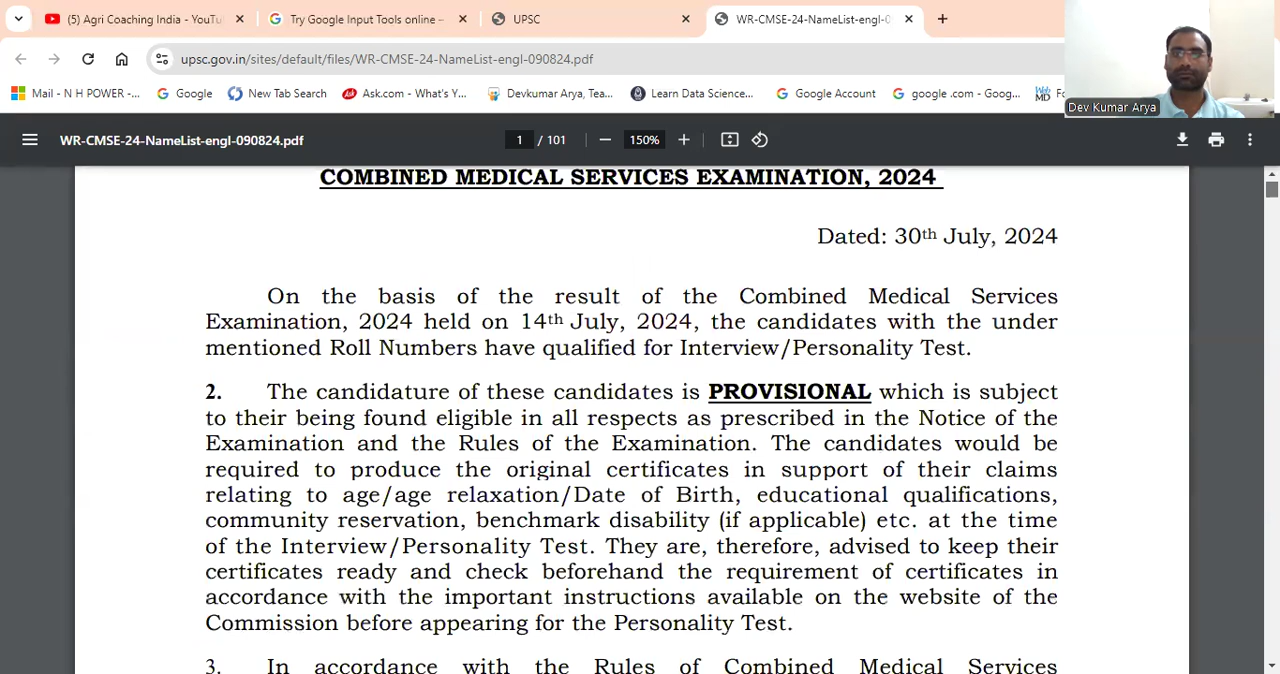 (5) Agri Coaching India - YouTu
Try Google Input Tools online –
UPSC
WR-CMSE-24-NameList-engl-0
upsc.gov.in/sites/default/files/WR-CMSE-24-NameList-engl-090824.pdf
Mail - N H POWER -...
Google
New Tab Search
Ask.com - What's Y...
Devkumar Arya, Tea...
Learn Data Science...
Google Account
google .com - Goog...
Web MD
Dev Kumar Arya
WR-CMSE-24-NameList-engl-090824.pdf
1 / 101
150%
COMBINED MEDICAL SERVICES EXAMINATION, 2024
Dated: 30th July, 2024
On the basis of the result of the Combined Medical Services
Examination, 2024 held on 14th July, 2024, the candidates with the under
mentioned Roll Numbers have qualified for Interview/Personality Test.
2. The candidature of these candidates is PROVISIONAL which is subject
to their being found eligible in all respects as prescribed in the Notice of the
Examination and the Rules of the Examination. The candidates would be
required to produce the original certificates in support of their claims
relating to age/age relaxation/Date of Birth, educational qualifications,
community reservation, benchmark disability (if applicable) etc. at the time
of the Interview/Personality Test. They are, therefore, advised to keep their
certificates ready and check beforehand the requirement of certificates in
accordance with the important instructions available on the website of the
Commission before appearing for the Personality Test.
3. In accordance with the Rules of Combined Medical Services